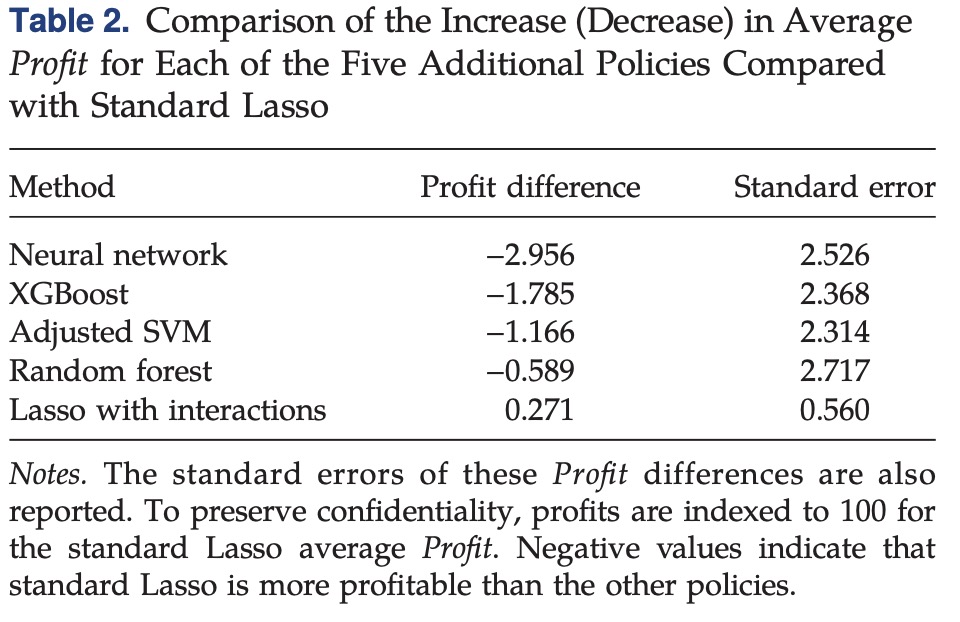 Table 2. Comparison of the Increase (Decrease) in Average
Profit for Each of the Five Additional Policies Compared
with Standard Lasso
Method Profit difference Standard error
Neural network –2.956 2.526
XGBoost –1.785 2.368
Adjusted SVM –1.166 2.314
Random forest –0.589 2.717
Lasso with interactions 0.271 0.560
Notes. The standard errors of these Profit differences are also
reported. To preserve confidentiality, profits are indexed to 100 for
the standard Lasso average Profit. Negative values indicate that
standard Lasso is more profitable than the other policies.